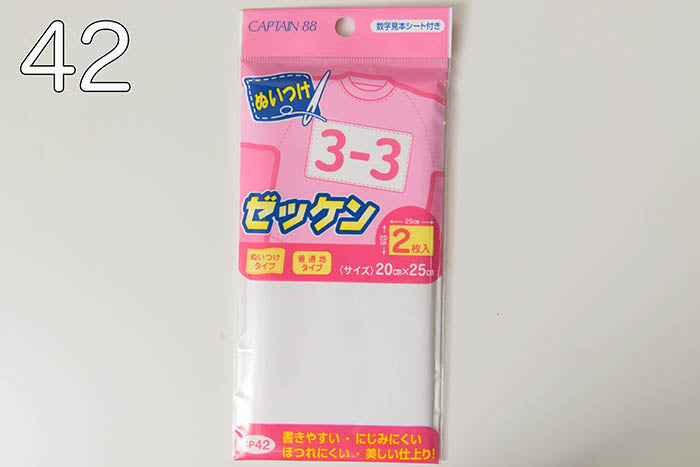 42
CAPTAIN 88
数字見本シート付き
ぬいつけ
3-3
ゼッケン
25cm
20cm
2枚入
ぬいつけ
タイプ
普通地
タイプ
〈サイズ〉20cm×25cm
CP42
書きやすい・にじみにくい
ほつれにくい・美しい仕上り!